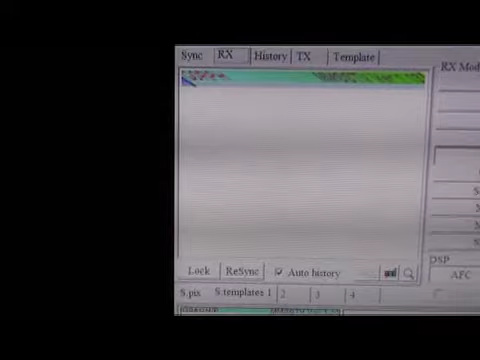 Sync RX History TX Template
RX Mod
Lock ReSync Auto history
DSP
AFC
S.pix S.templates 1 2 3 4